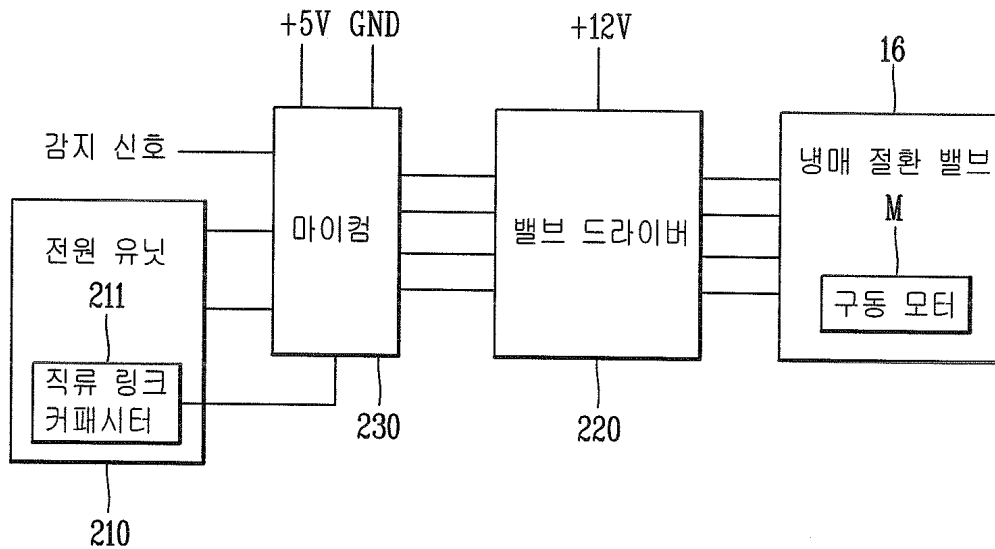 +5V GND
+12V
16
감지 신호
마이컴
밸브 드라이버
냉매 절환 밸브
M
구동 모터
전원 유닛
211
직류 링크
커패시터
230
220
210